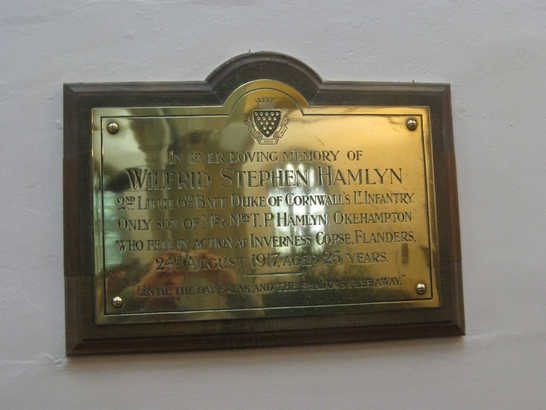 IN EVER LOVING MEMORY OF
WILFRID STEPHEN HAMLYN
2ND LIEUT 6TH BATT DUKE OF CORNWALL'S LT INFANTRY.
ONLY SON OF MR & MRS T. P. HAMLYN, OKEHAMPTON
WHO FELL IN ACTION AT INVERNESS COPSE, FLANDERS,
AUGUST 1917, AGED 25 YEARS.
"UNTIL THE DAY BREAK AND THE SHADOWS FLEE AWAY."